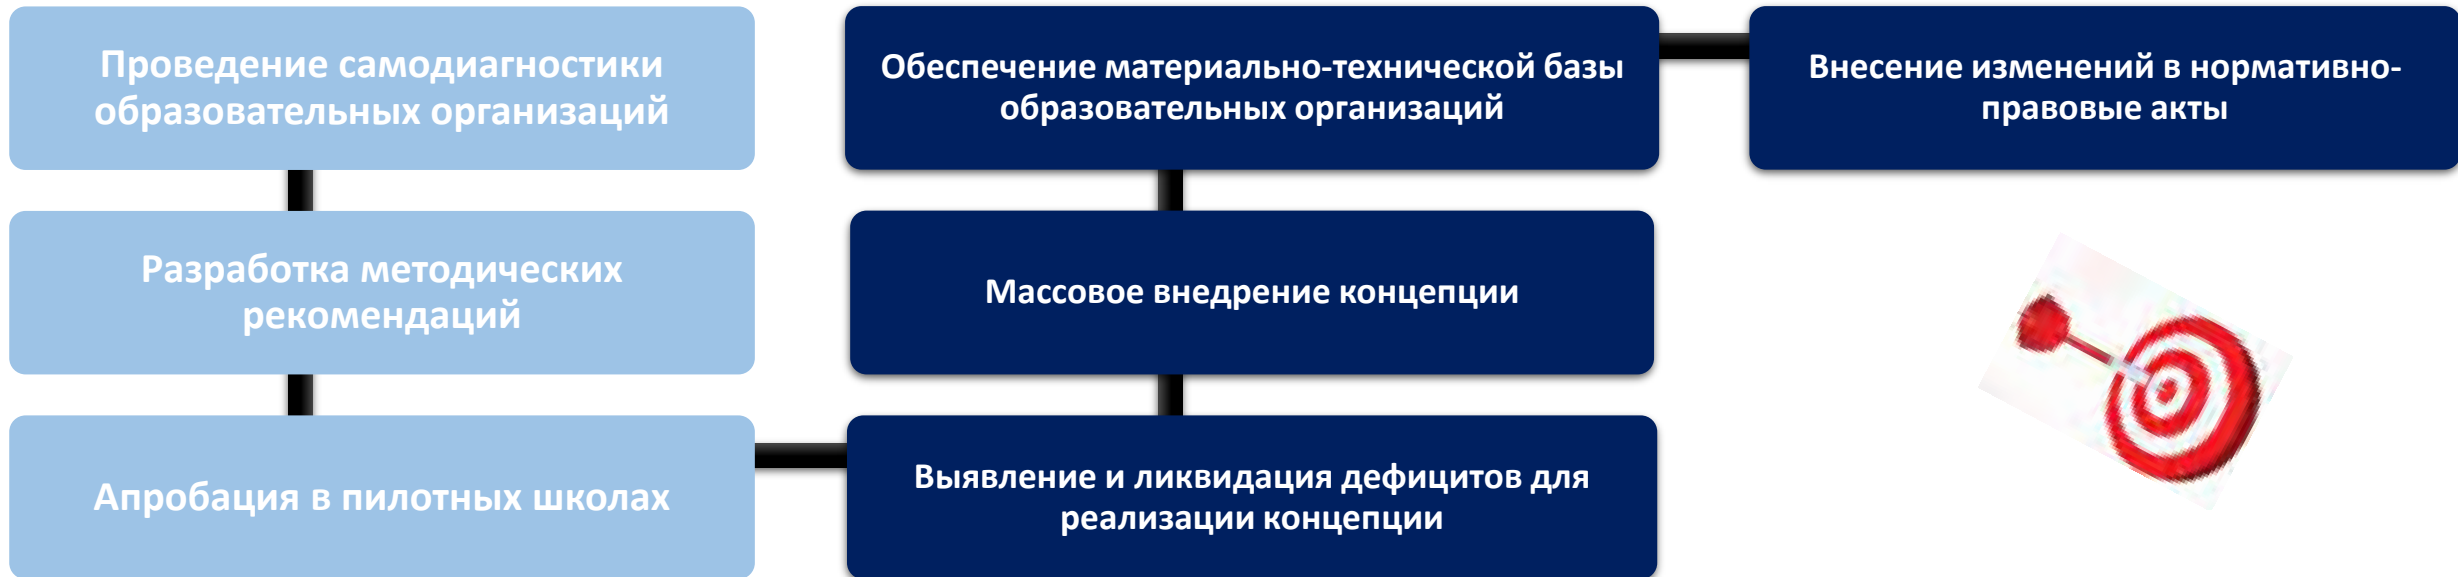 Проведение самодиагностики
образовательных организаций
Разработка методических
рекомендаций
Апробация в пилотных школах
Выявление и ликвидация дефицитов для
реализации концепции
Массовое внедрение концепции
Обеспечение материально-технической базы
образовательных организаций
Внесение изменений в нормативно-
правовые акты